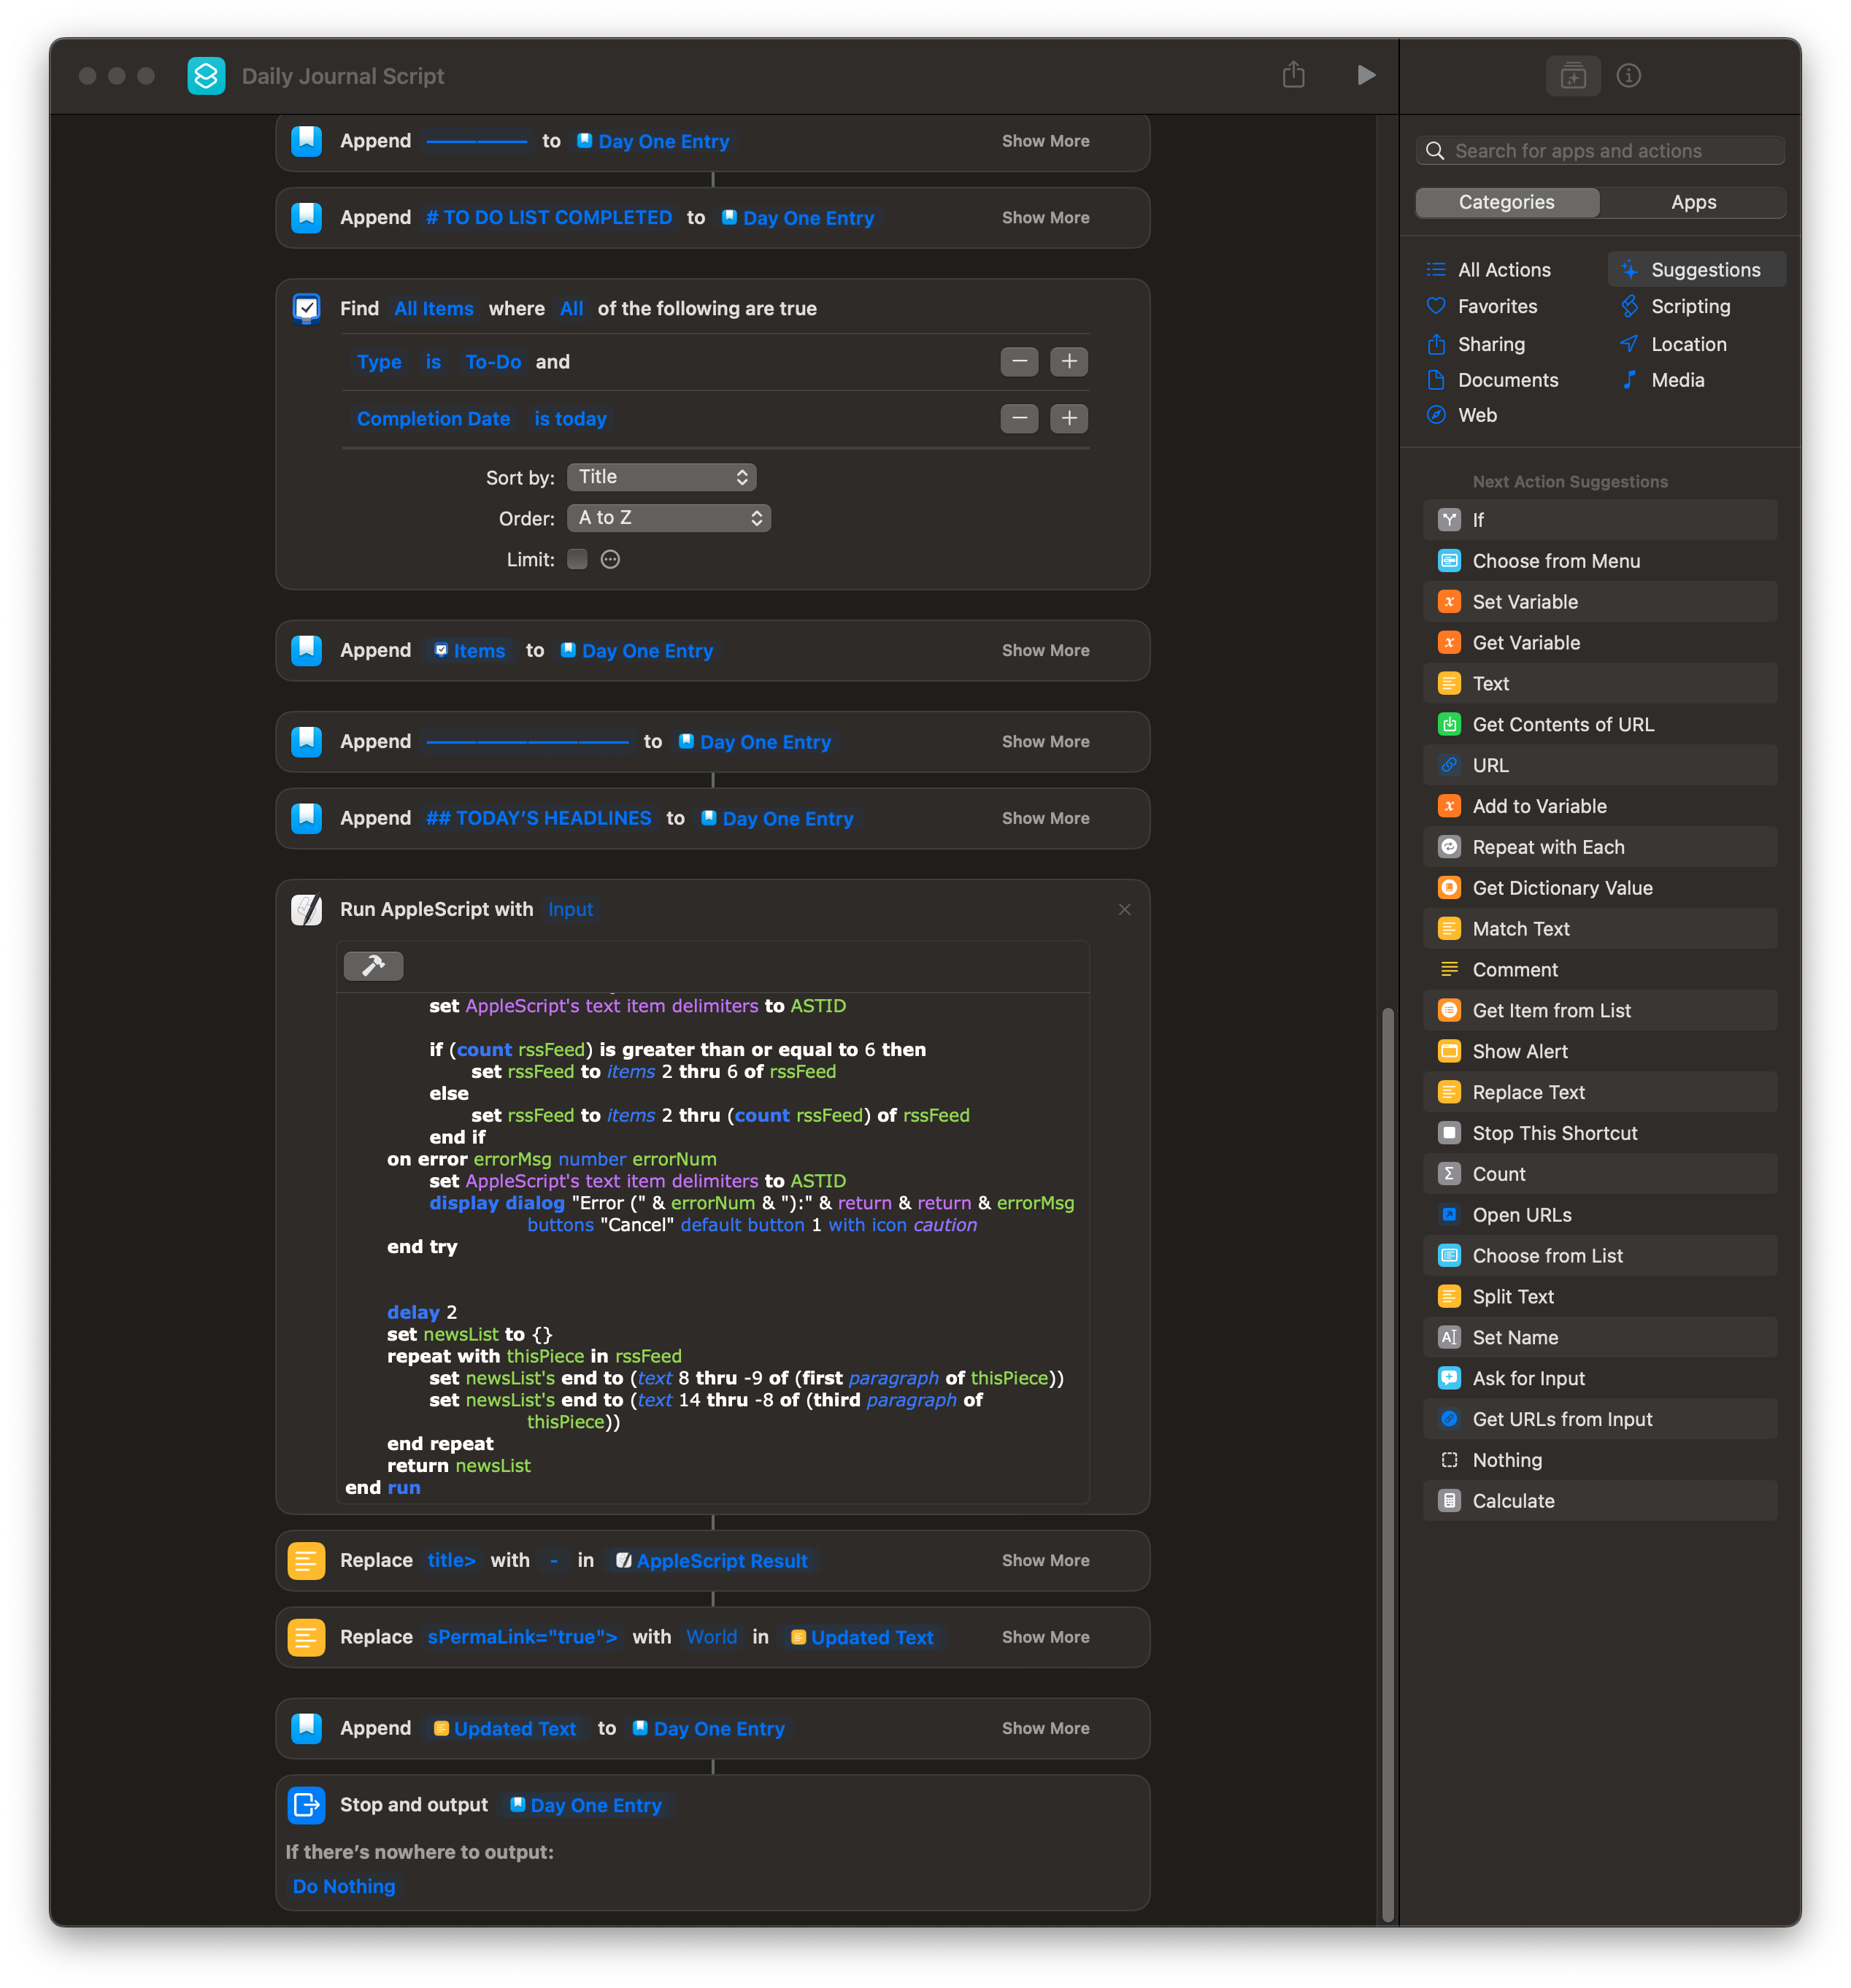 Daily Journal Script
Append —————— to Day One Entry Show More
Append # TO DO LIST COMPLETED to Day One Entry Show More
Find All Items where All of the following are true
Type is To-Do and
Completion Date is today
Sort by: Title
Order: A to Z
Limit:
Append Items to Day One Entry Show More
Append ———————————— to Day One Entry Show More
Append ## TODAY’S HEADLINES to Day One Entry Show More
Run AppleScript with Input
set AppleScript's text item delimiters to ASTID
if (count rssFeed) is greater than or equal to 6 then
set rssFeed to items 2 thru 6 of rssFeed
else
set rssFeed to items 2 thru (count rssFeed) of rssFeed
end if
on error errorMsg number errorNum
set AppleScript's text item delimiters to ASTID
display dialog "Error (" & errorNum & "):" & return & return & errorMsg
buttons "Cancel" default button 1 with icon caution
end try
delay 2
set newsList to {}
repeat with thisPiece in rssFeed
set newsList's end to (text 8 thru -9 of (first paragraph of thisPiece))
set newsList's end to (text 14 thru -8 of (third paragraph of
thisPiece))
end repeat
return newsList
end run
Replace title> with - in AppleScript Result Show More
Replace sPermaLink="true"> with World in Updated Text Show More
Append Updated Text to Day One Entry Show More
Stop and output Day One Entry
If there’s nowhere to output:
Do Nothing
Search for apps and actions
Categories Apps
All Actions Suggestions
Favorites Scripting
Sharing Location
Documents Media
Web
Next Action Suggestions
If
Choose from Menu
Set Variable
Get Variable
Text
Get Contents of URL
URL
Add to Variable
Repeat with Each
Get Dictionary Value
Match Text
Comment
Get Item from List
Show Alert
Replace Text
Stop This Shortcut
Count
Open URLs
Choose from List
Split Text
Set Name
Ask for Input
Get URLs from Input
Nothing
Calculate